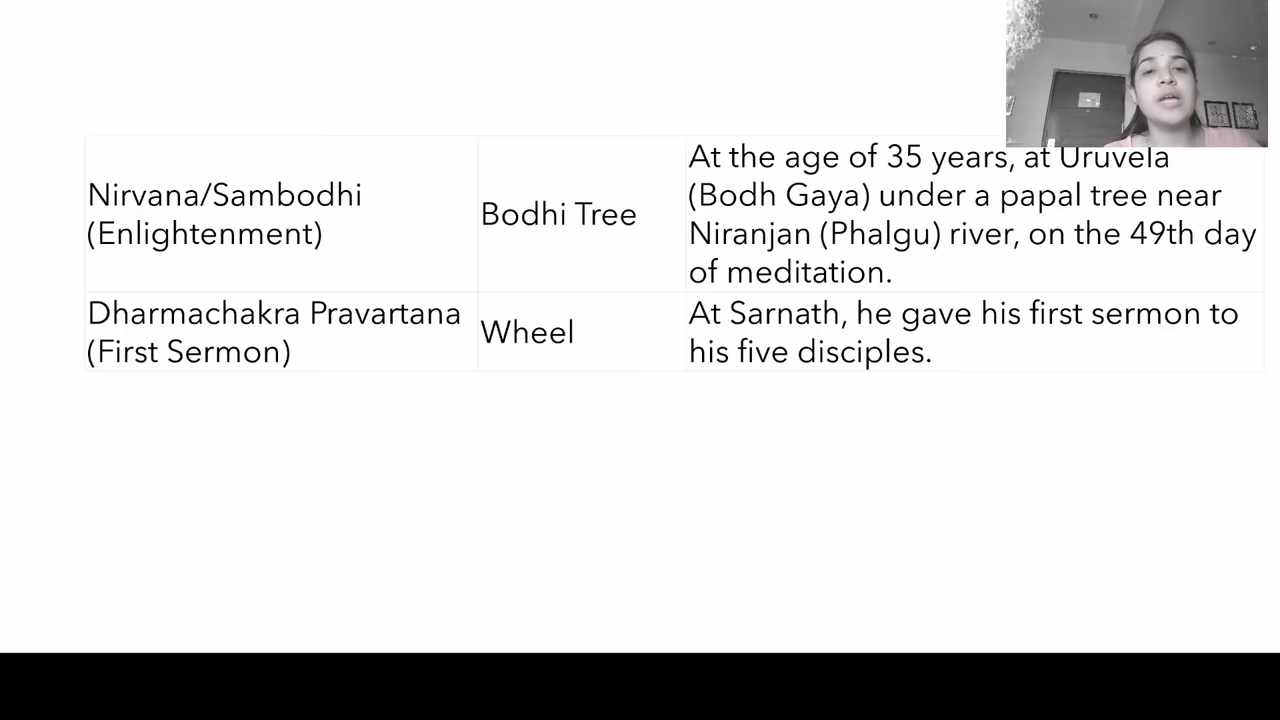 Nirvana/Sambodhi
(Enlightenment)
Bodhi Tree
At the age of 35 years, at Uruvela
(Bodh Gaya) under a papal tree near
Niranjan (Phalgu) river, on the 49th day
of meditation.
Dharmachakra Pravartana
(First Sermon)
Wheel
At Sarnath, he gave his first sermon to
his five disciples.